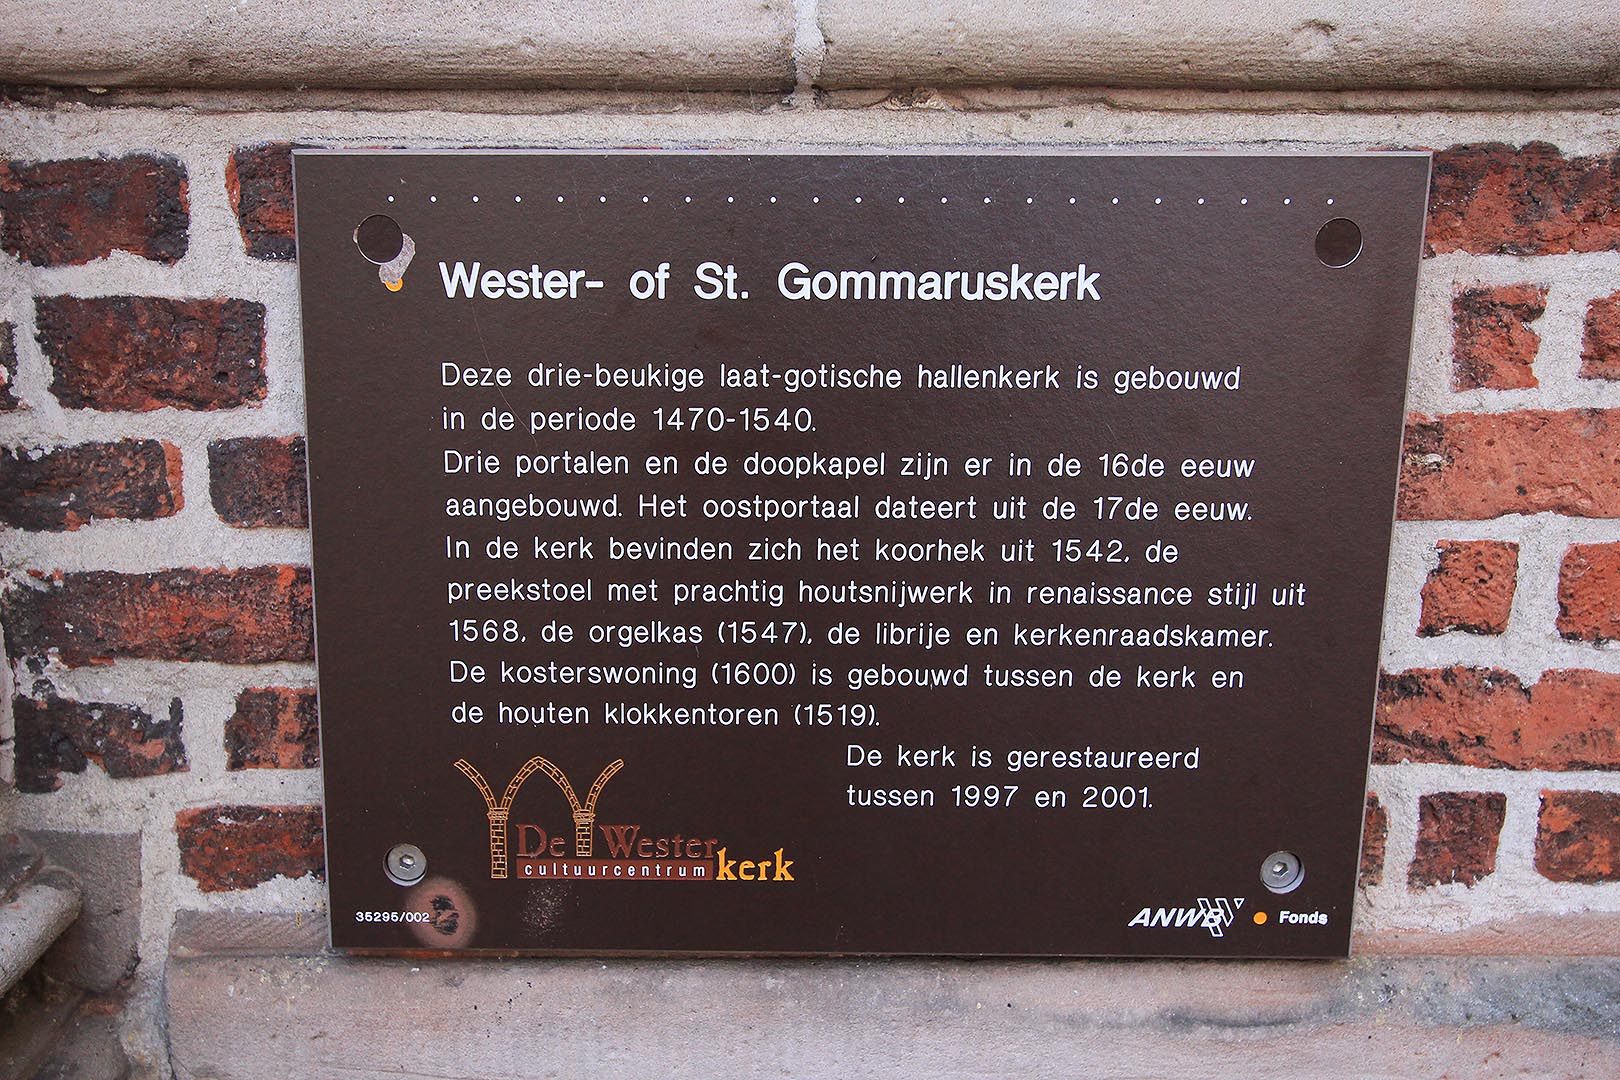 Wester- of St. Gommaruskerk
Deze drie-beukige laat-gotische hallenkerk is gebouwd
in de periode 1470-1540.
Drie portalen en de doopkapel zijn er in de 16de eeuw
aangebouwd. Het oostportaal dateert uit de 17de eeuw.
In de kerk bevinden zich het koorhek uit 1542, de
preekstoel met prachtig houtsnijwerk in renaissance stijl uit
1568, de orgelkas (1547), de librije en kerkenraadskamer.
De kosterswoning (1600) is gebouwd tussen de kerk en
de houten klokkentoren (1519).
De kerk is gerestaureerd
tussen 1997 en 2001.
De Wester
cultuurcentrum kerk
35295/002
ANWB Fonds